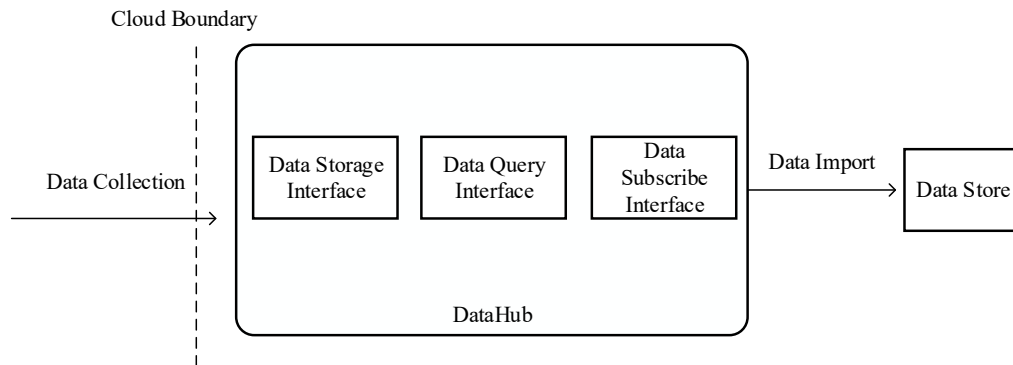 Cloud Boundary
Data Collection
Data Storage
Interface
Data Query
Interface
Data
Subscribe
Interface
DataHub
Data Import
Data Store